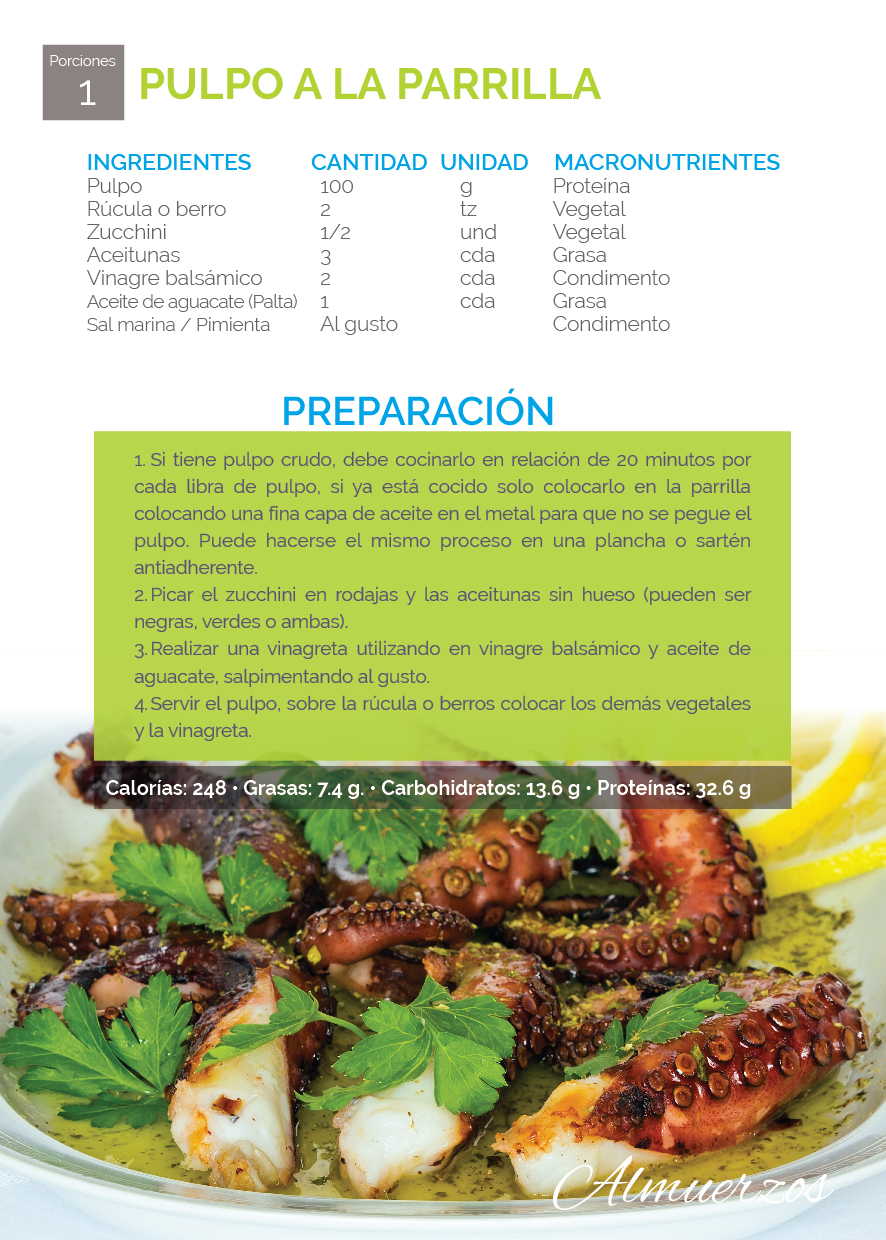 Porciones
1
PULPO A LA PARRILLA
INGREDIENTES CANTIDAD UNIDAD MACRONUTRIENTES
Pulpo 100 g Proteína
Rúcula o berro 2 tz Vegetal
Zucchini 1/2 und Vegetal
Aceitunas 3 cda Grasa
Vinagre balsámico 2 cda Condimento
Aceite de aguacate (Palta) 1 cda Grasa
Sal marina / Pimienta Al gusto Condimento
PREPARACIÓN
1. Si tiene pulpo crudo, debe cocinarlo en relación de 20 minutos por
cada libra de pulpo, si ya está cocido solo colocarlo en la parrilla
colocando una fina capa de aceite en el metal para que no se pegue el
pulpo. Puede hacerse el mismo proceso en una plancha o sartén
antiadherente.
2. Picar el zucchini en rodajas y las aceitunas sin hueso (pueden ser
negras, verdes o ambas).
3. Realizar una vinagreta utilizando en vinagre balsámico y aceite de
aguacate, salpimentando al gusto.
4. Servir el pulpo, sobre la rúcula o berros colocar los demás vegetales
y la vinagreta.
Calorías: 248 • Grasas: 7.4 g. • Carbohidratos: 13.6 g • Proteínas: 32.6 g
Almuerzos